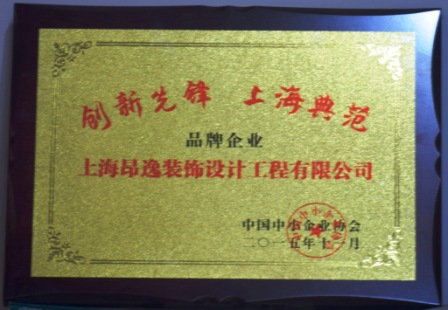 创新先锋 上海典范
品牌企业
上海昂逸装饰设计工程有限公司
中国中小企业协会
二〇一五年十一月